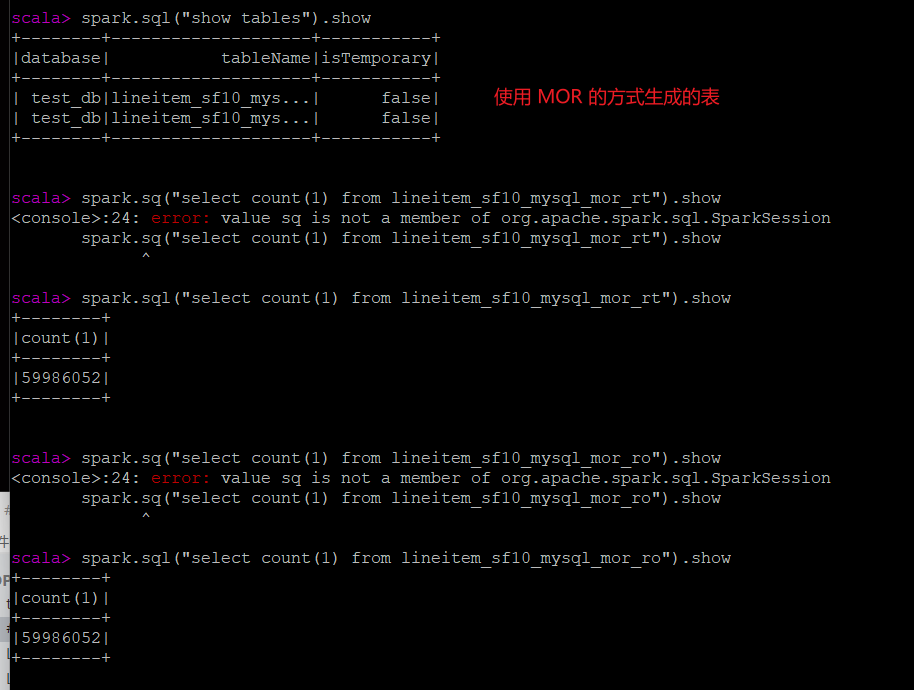 scala> spark.sql("show tables").show
+--------+--------------------+-----------+
|database|           tableName|isTemporary|
+--------+--------------------+-----------+
| test_db|lineitem_sf10_mys...|      false|
使用 MOR 的方式生成的表
| test_db|lineitem_sf10_mys...|      false|
+--------+--------------------+-----------+
scala> spark.sq("select count(1) from lineitem_sf10_mysql_mor_rt").show
<console>:24: error: value sq is not a member of org.apache.spark.sql.SparkSession
       spark.sq("select count(1) from lineitem_sf10_mysql_mor_rt").show
             ^
scala> spark.sql("select count(1) from lineitem_sf10_mysql_mor_rt").show
+--------+
|count(1)|
+--------+
|59986052|
+--------+
scala> spark.sq("select count(1) from lineitem_sf10_mysql_mor_ro").show
<console>:24: error: value sq is not a member of org.apache.spark.sql.SparkSession
       spark.sq("select count(1) from lineitem_sf10_mysql_mor_ro").show
             ^
scala> spark.sql("select count(1) from lineitem_sf10_mysql_mor_ro").show
+--------+
|count(1)|
+--------+
|59986052|
+--------+